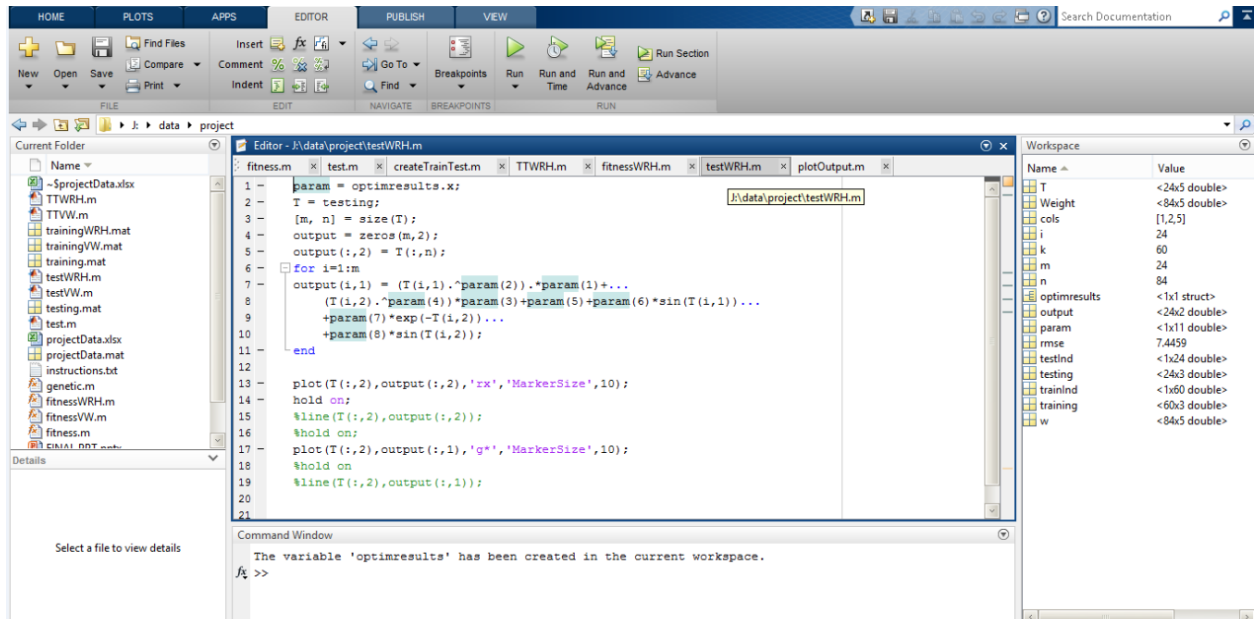 HOME PLOTS APPS EDITOR PUBLISH VIEW
Search Documentation
New Open Save
Find Files
Compare
Print
FILE
Insert fx
Comment
Indent
EDIT
Go To
Find
NAVIGATE
Breakpoints
BREAKPOINTS
Run
Run and Time
Run and Advance
Run Section
Advance
RUN
J: data project
Current Folder
Name
~$projectData.xlsx
TTWRH.m
TTVW.m
trainingWRH.mat
trainingVW.mat
training.mat
testWRH.m
testVW.m
testing.mat
test.m
projectData.xlsx
projectData.mat
instructions.txt
genetic.m
fitnessWRH.m
fitnessVW.m
fitness.m
FINAL PPT.pptx
Details
Select a file to view details
Editor - J:\data\project\testWRH.m
fitness.m × test.m × createTrainTest.m × TTWRH.m × fitnessWRH.m × testWRH.m × plotOutput.m ×
J:\data\project\testWRH.m
1 – param = optimresults.x;
2 – T = testing;
3 – [m, n] = size(T);
4 – output = zeros(m,2);
5 – output(:,2) = T(:,n);
6 – for i=1:m
7 – output(i,1) = (T(i,1).^param(2)).*param(1)+...
8 (T(i,2).^param(4))*param(3)+param(5)+param(6)*sin(T(i,1))...
9 +param(7)*exp(-T(i,2))...
10 +param(8)*sin(T(i,2));
11 – end
12
13 – plot(T(:,2),output(:,2),'rx','MarkerSize',10);
14 – hold on;
15 %line(T(:,2),output(:,2));
16 %hold on;
17 – plot(T(:,2),output(:,1),'g*','MarkerSize',10);
18 %hold on
19 %line(T(:,2),output(:,1));
20
21
Command Window
The variable 'optimresults' has been created in the current workspace.
fx >>
Workspace
Name Value
T <24x5 double>
Weight <84x5 double>
cols [1,2,5]
i 24
k 60
m 24
n 84
optimresults <1x1 struct>
output <24x2 double>
param <1x11 double>
rmse 7.4459
testInd <1x24 double>
testing <24x3 double>
trainInd <1x60 double>
training <60x3 double>
w <84x5 double>